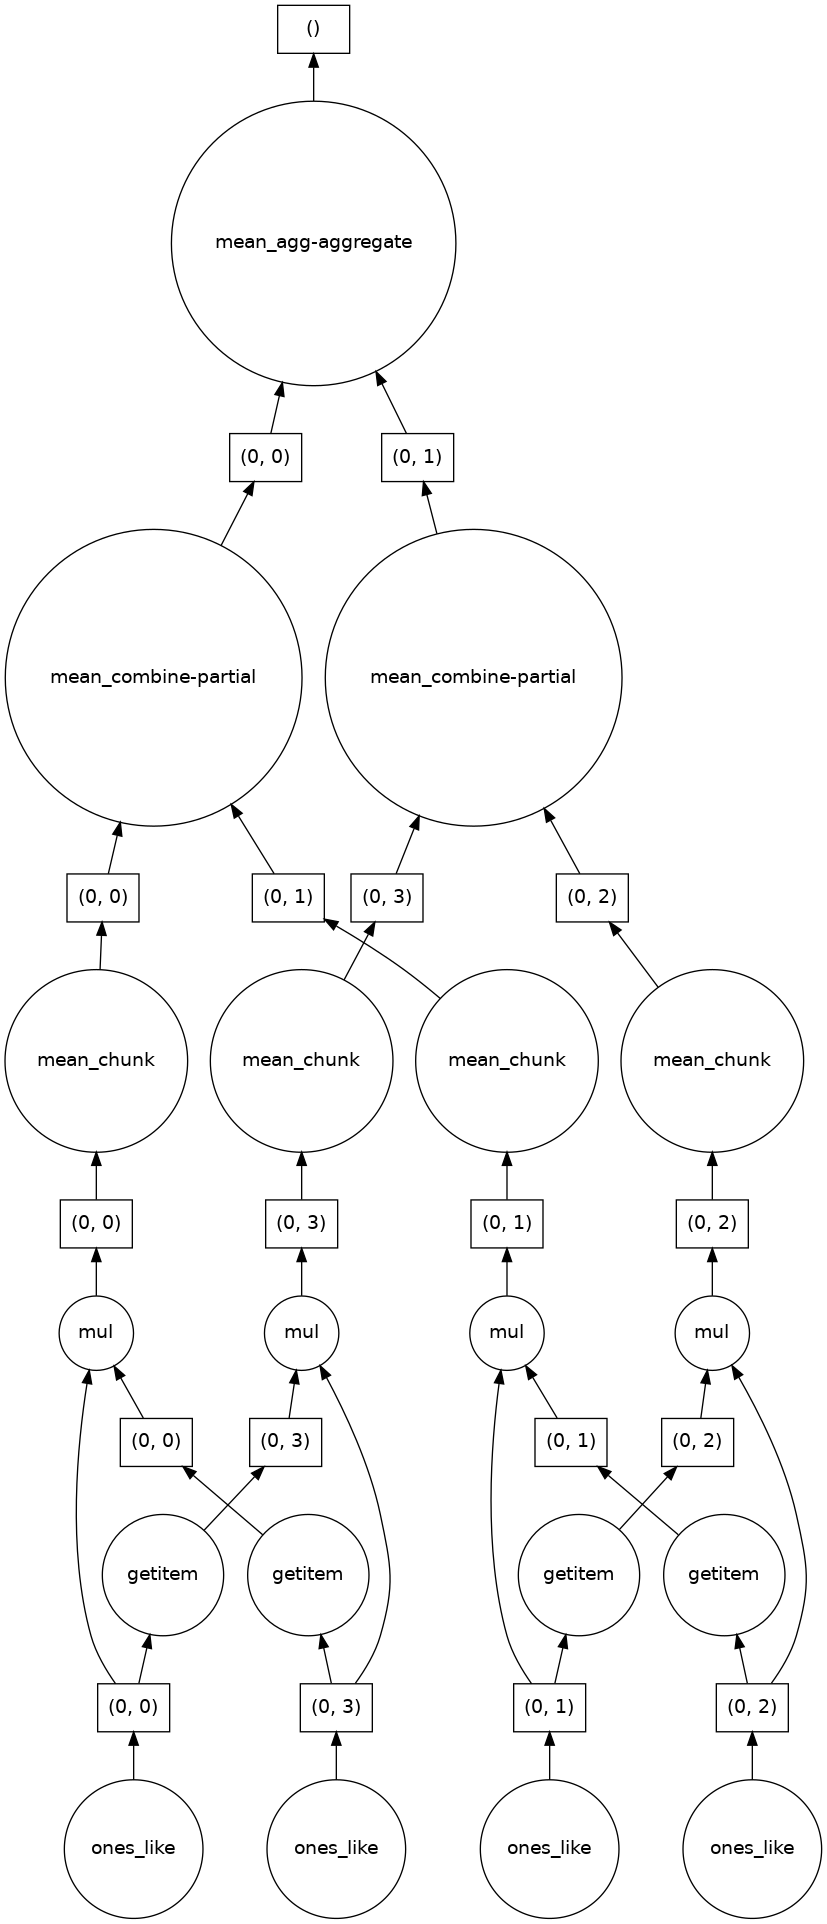 ()
mean_agg-aggregate
(0, 0)
(0, 1)
mean_combine-partial
mean_combine-partial
(0, 0)
(0, 1)
(0, 3)
(0, 2)
mean_chunk
mean_chunk
mean_chunk
mean_chunk
(0, 0)
(0, 3)
(0, 1)
(0, 2)
mul
mul
mul
mul
(0, 0)
(0, 3)
(0, 1)
(0, 2)
getitem
getitem
getitem
getitem
(0, 0)
(0, 3)
(0, 1)
(0, 2)
ones_like
ones_like
ones_like
ones_like